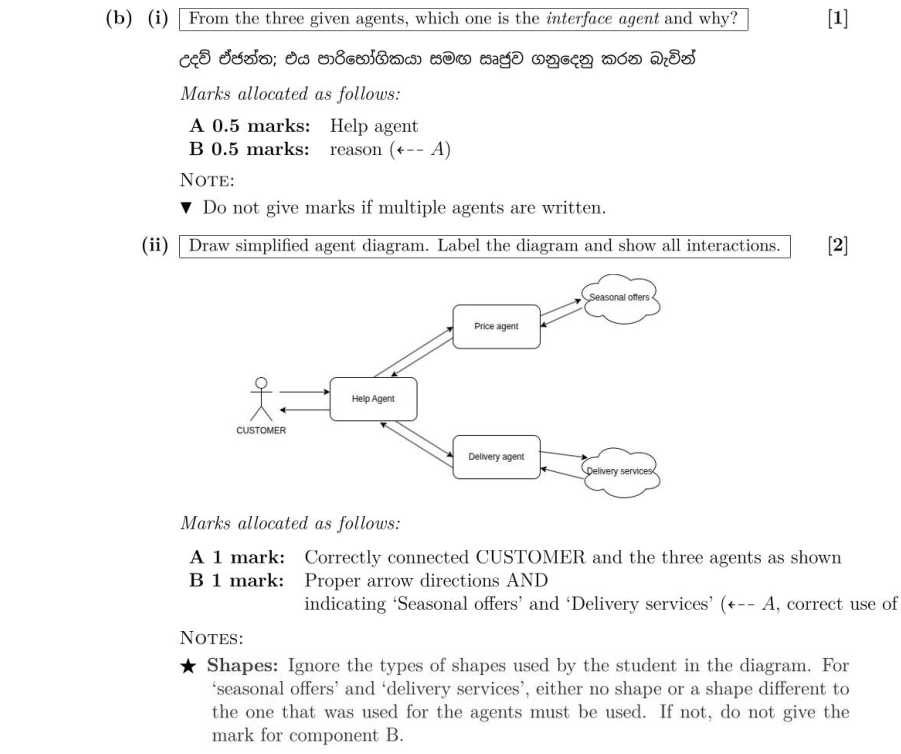 (b) (i) From the three given agents, which one is the interface agent and why? [1]
උදව් ඒජන්ත; එය පාරිභෝගිකයා සමඟ සෘජුව ගනුදෙනු කරන බැවින්
Marks allocated as follows:
A 0.5 marks: Help agent
B 0.5 marks: reason (⇠ A)
NOTE:
▼ Do not give marks if multiple agents are written.
(ii) Draw simplified agent diagram. Label the diagram and show all interactions. [2]
Seasonal offers
Price agent
Help Agent
CUSTOMER
Delivery agent
Delivery services
Marks allocated as follows:
A 1 mark: Correctly connected CUSTOMER and the three agents as shown
B 1 mark: Proper arrow directions AND
indicating ‘Seasonal offers’ and ‘Delivery services’ (⇠ A, correct use of
NOTES:
★ Shapes: Ignore the types of shapes used by the student in the diagram. For
‘seasonal offers’ and ‘delivery services’, either no shape or a shape different to
the one that was used for the agents must be used. If not, do not give the
mark for component B.